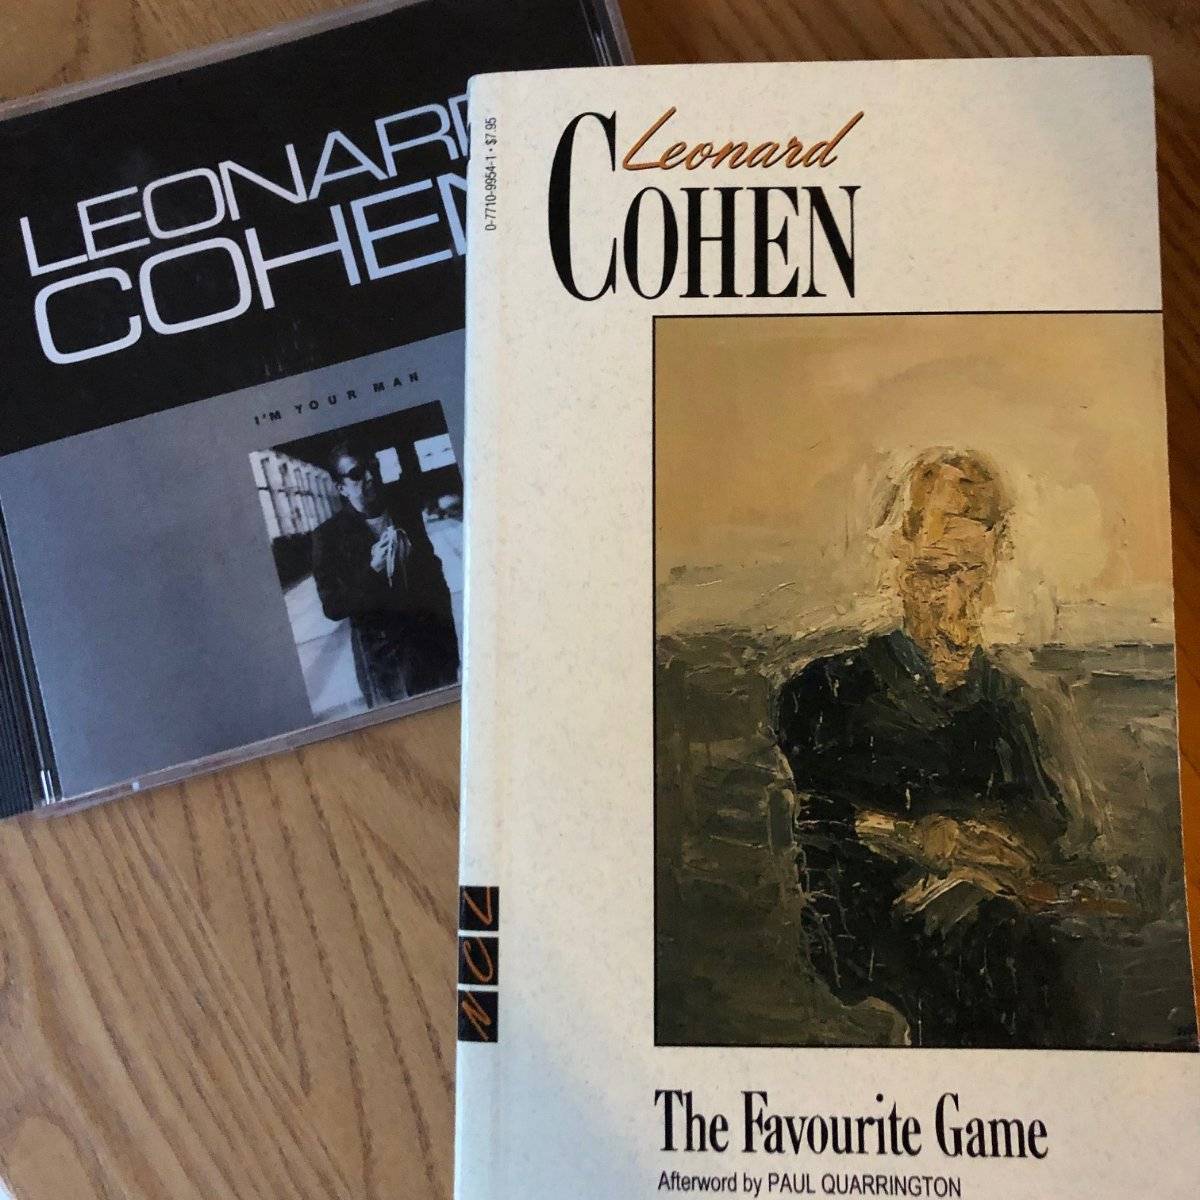 LEONARD
COHEN
I'M YOUR MAN
0-7710-9954-1 • $7.95
Leonard
COHEN
NCL
The Favourite Game
Afterword by PAUL QUARRINGTON